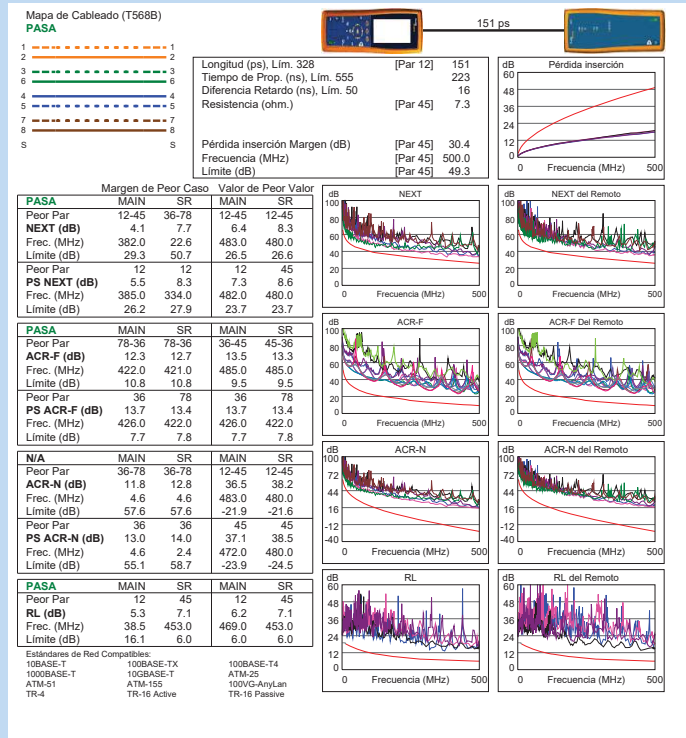 Mapa de Cableado (T568B)
PASA
1 1
2 2
3 3
6 6
4 4
5 5
7 7
8 8
S S
151 ps
Longitud (ps), Lím. 328 [Par 12] 151
Tiempo de Prop. (ns), Lím. 555 223
Diferencia Retardo (ns), Lím. 50 16
Resistencia (ohm.) [Par 45] 7.3
Pérdida inserción Margen (dB) [Par 45] 30.4
Frecuencia (MHz) [Par 45] 500.0
Límite (dB) [Par 45] 49.3
dB Pérdida inserción
60
48
36
24
12
0
0 Frecuencia (MHz) 500
Margen de Peor Caso Valor de Peor Valor
PASA MAIN SR MAIN SR
Peor Par 12-45 36-78 12-45 12-45
NEXT (dB) 4.1 7.7 6.4 8.3
Frec. (MHz) 382.0 22.6 483.0 480.0
Límite (dB) 29.3 50.7 26.5 26.6
Peor Par 12 12 12 45
PS NEXT (dB) 5.5 8.3 7.3 8.6
Frec. (MHz) 385.0 334.0 482.0 480.0
Límite (dB) 26.2 27.9 23.7 23.7
dB NEXT
100
80
60
40
20
0
0 Frecuencia (MHz) 500
dB NEXT del Remoto
100
80
60
40
20
0
0 Frecuencia (MHz) 500
PASA MAIN SR MAIN SR
Peor Par 78-36 78-36 36-45 45-36
ACR-F (dB) 12.3 12.7 13.5 13.3
Frec. (MHz) 422.0 421.0 485.0 485.0
Límite (dB) 10.8 10.8 9.5 9.5
Peor Par 36 78 36 78
PS ACR-F (dB) 13.7 13.4 13.7 13.4
Frec. (MHz) 426.0 422.0 426.0 422.0
Límite (dB) 7.7 7.8 7.7 7.8
dB ACR-F
100
80
60
40
20
0
0 Frecuencia (MHz) 500
dB ACR-F Del Remoto
100
80
60
40
20
0
0 Frecuencia (MHz) 500
N/A MAIN SR MAIN SR
Peor Par 36-78 36-78 12-45 12-45
ACR-N (dB) 11.8 12.8 36.5 38.2
Frec. (MHz) 4.6 4.6 483.0 480.0
Límite (dB) 57.6 57.6 -21.9 -21.6
Peor Par 36 36 45 45
PS ACR-N (dB) 13.0 14.0 37.1 38.5
Frec. (MHz) 4.6 2.4 472.0 480.0
Límite (dB) 55.1 58.7 -23.9 -24.5
dB ACR-N
100
72
44
16
-12
-40
0 Frecuencia (MHz) 500
dB ACR-N del Remoto
100
72
44
16
-12
-40
0 Frecuencia (MHz) 500
PASA MAIN SR MAIN SR
Peor Par 12 45 12 45
RL (dB) 5.3 7.1 6.2 7.1
Frec. (MHz) 38.5 453.0 469.0 453.0
Límite (dB) 16.1 6.0 6.0 6.0
dB RL
60
48
36
24
12
0
0 Frecuencia (MHz) 500
dB RL del Remoto
60
48
36
24
12
0
0 Frecuencia (MHz) 500
Estándares de Red Compatibles:
10BASE-T 100BASE-TX 100BASE-T4
1000BASE-T 10GBASE-T ATM-25
ATM-51 ATM-155 100VG-AnyLan
TR-4 TR-16 Active TR-16 Passive